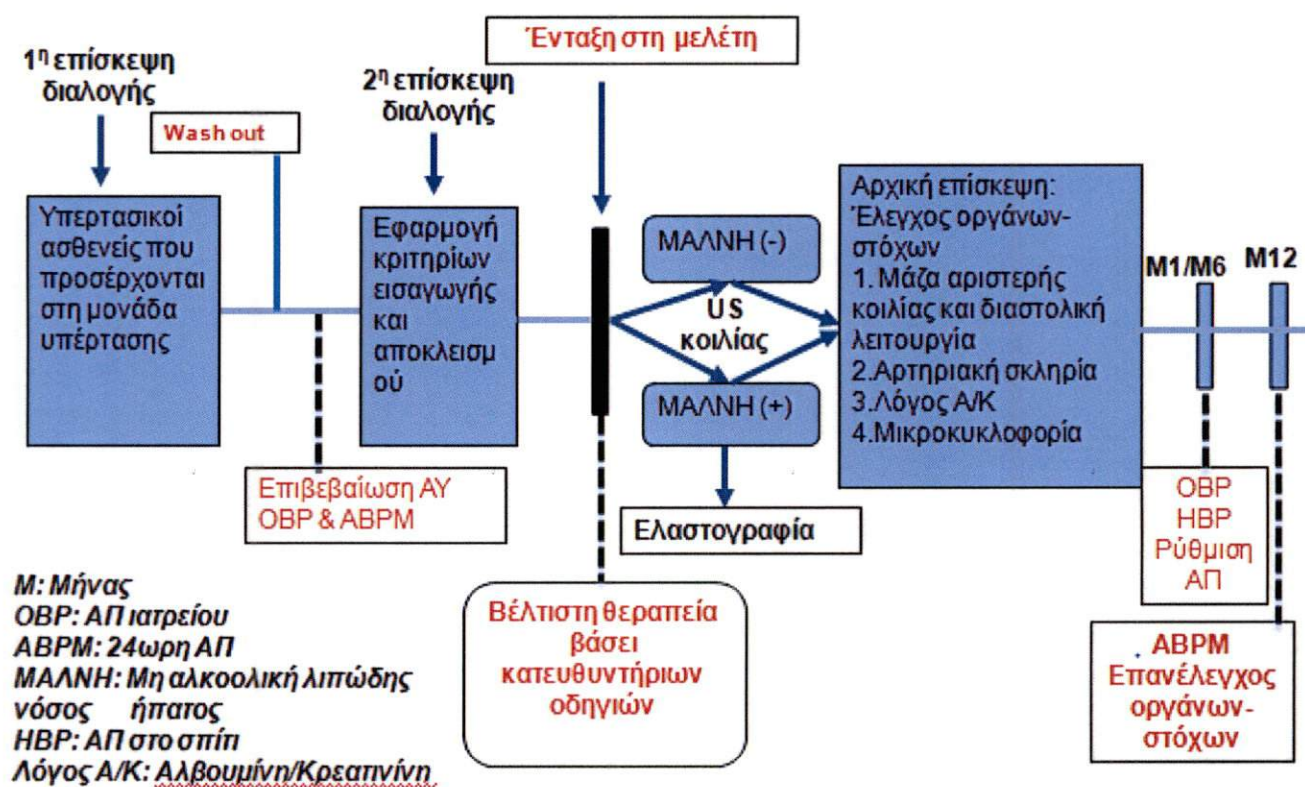 1η επίσκεψη
διαλογής
Wash out
2η επίσκεψη
διαλογής
Ένταξη στη μελέτη
Υπερτασικοί
ασθενείς που
προσέρχονται
στη μονάδα
υπέρτασης
Εφαρμογή
κριτηρίων
εισαγωγής
και
αποκλεισμ
ού
ΜΑΛΝΗ (-)
US
κοιλίας
ΜΑΛΝΗ (+)
Αρχική επίσκεψη:
Έλεγχος οργάνων-
στόχων
1. Μάζα αριστερής
κοιλίας και διαστολική
λειτουργία
2.Αρτηριακή σκληρία
3.Λόγος Α/Κ
4.Μικροκυκλοφορία
M1/M6
M12
Επιβεβαίωση ΑΥ
OBP & ABPM
Ελαστογραφία
Βέλτιστη θεραπεία
βάσει
κατευθυντήριων
οδηγιών
OBP
HBP
Ρύθμιση
ΑΠ
ABPM
Επανέλεγχος
οργάνων-
στόχων
Μ: Μήνας
OBP: ΑΠ ιατρείου
ABPM: 24ωρη ΑΠ
ΜΑΛΝΗ: Μη αλκοολική λιπώδης
νόσος ήπατος
HBP: ΑΠ στο σπίτι
Λόγος Α/Κ: Αλβουμίνη/Κρεατινίνη